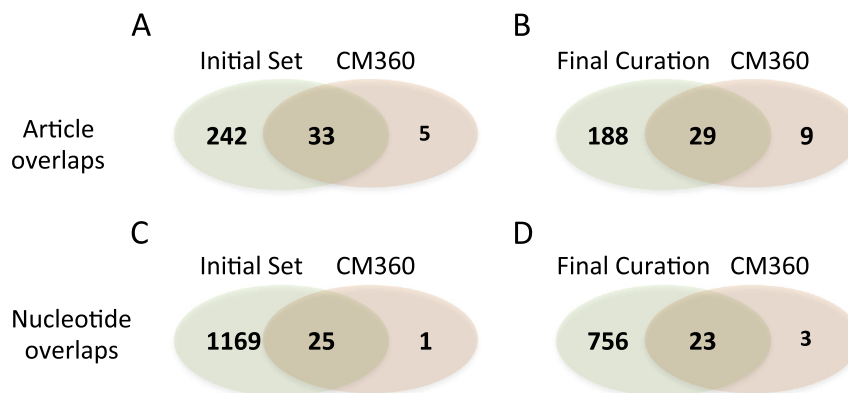 A
B
Initial Set CM360
Final Curation CM360
Article
overlaps
242 33 5
188 29 9
C
D
Initial Set CM360
Final Curation CM360
Nucleotide
overlaps
1169 25 1
756 23 3